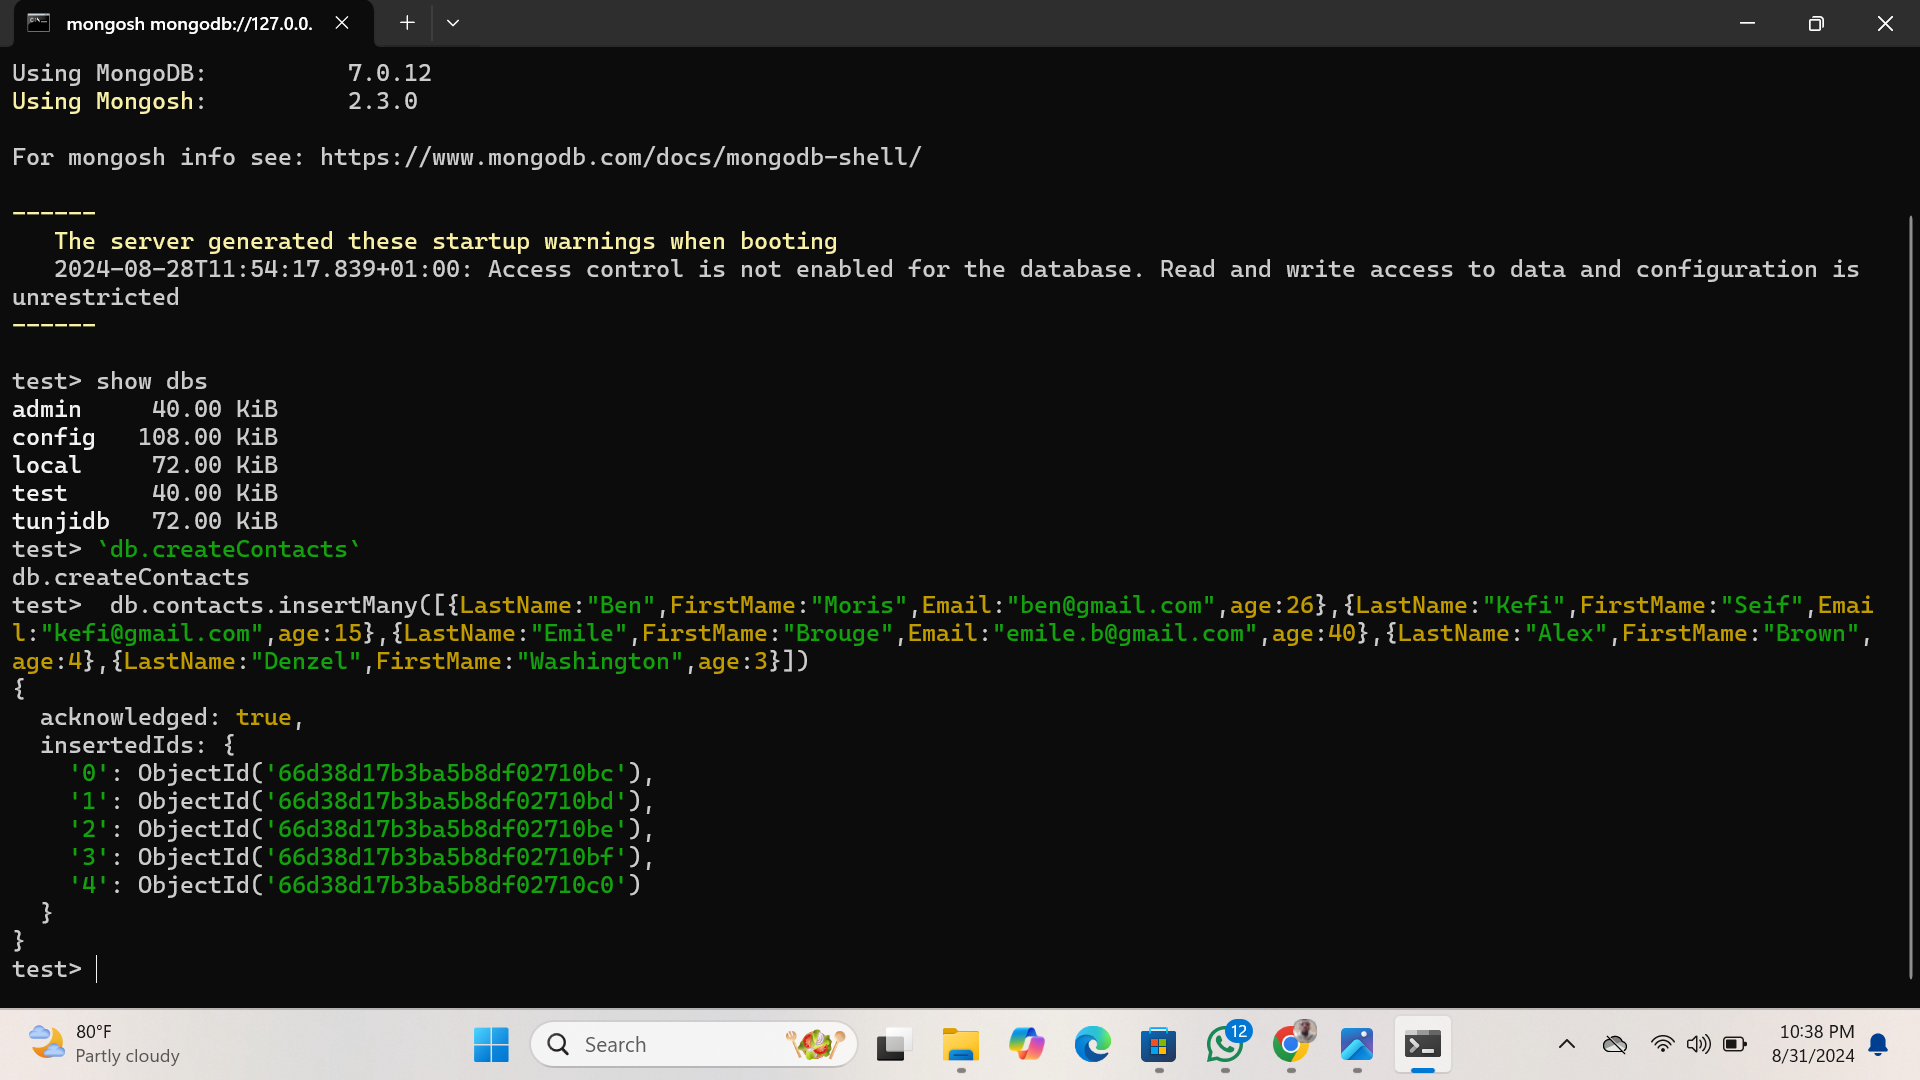 mongosh mongodb://127.0.0.
Using MongoDB:          7.0.12
Using Mongosh:          2.3.0
For mongosh info see: https://www.mongodb.com/docs/mongodb-shell/
------
   The server generated these startup warnings when booting
   2024-08-28T11:54:17.839+01:00: Access control is not enabled for the database. Read and write access to data and configuration is
unrestricted
------
test> show dbs
admin     40.00 KiB
config   108.00 KiB
local     72.00 KiB
test      40.00 KiB
tunjidb   72.00 KiB
test> `db.createContacts`
db.createContacts
test>  db.contacts.insertMany([{LastName:"Ben",FirstMame:"Moris",Email:"ben@gmail.com",age:26},{LastName:"Kefi",FirstMame:"Seif",Emai
l:"kefi@gmail.com",age:15},{LastName:"Emile",FirstMame:"Brouge",Email:"emile.b@gmail.com",age:40},{LastName:"Alex",FirstMame:"Brown",
age:4},{LastName:"Denzel",FirstMame:"Washington",age:3}])
{
  acknowledged: true,
  insertedIds: {
    '0': ObjectId('66d38d17b3ba5b8df02710bc'),
    '1': ObjectId('66d38d17b3ba5b8df02710bd'),
    '2': ObjectId('66d38d17b3ba5b8df02710be'),
    '3': ObjectId('66d38d17b3ba5b8df02710bf'),
    '4': ObjectId('66d38d17b3ba5b8df02710c0')
  }
}
test>
80°F
Partly cloudy
Search
12
10:38 PM
8/31/2024